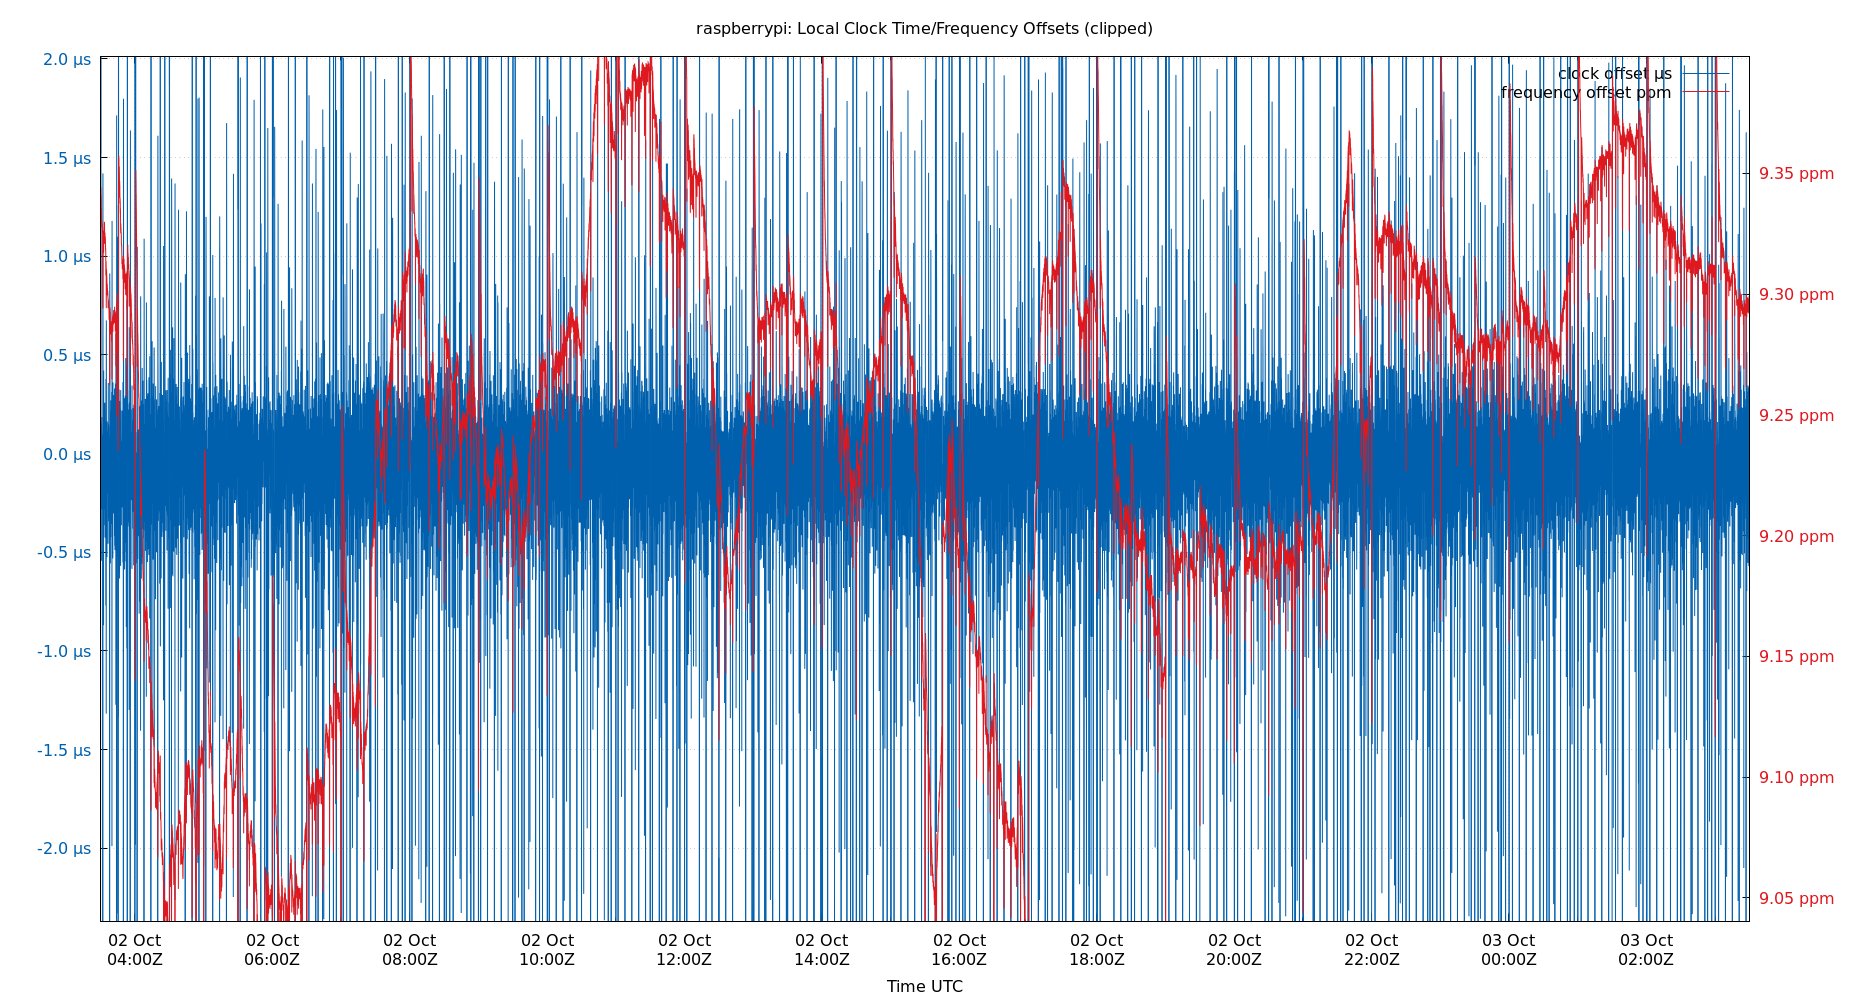 raspberrypi: Local Clock Time/Frequency Offsets (clipped)
clock offset µs
frequency offset ppm
2.0 µs
1.5 µs
1.0 µs
0.5 µs
0.0 µs
-0.5 µs
-1.0 µs
-1.5 µs
-2.0 µs
9.35 ppm
9.30 ppm
9.25 ppm
9.20 ppm
9.15 ppm
9.10 ppm
9.05 ppm
02 Oct 02 Oct 02 Oct 02 Oct 02 Oct 02 Oct 02 Oct 02 Oct 02 Oct 02 Oct 03 Oct 03 Oct
04:00Z 06:00Z 08:00Z 10:00Z 12:00Z 14:00Z 16:00Z 18:00Z 20:00Z 22:00Z 00:00Z 02:00Z
Time UTC